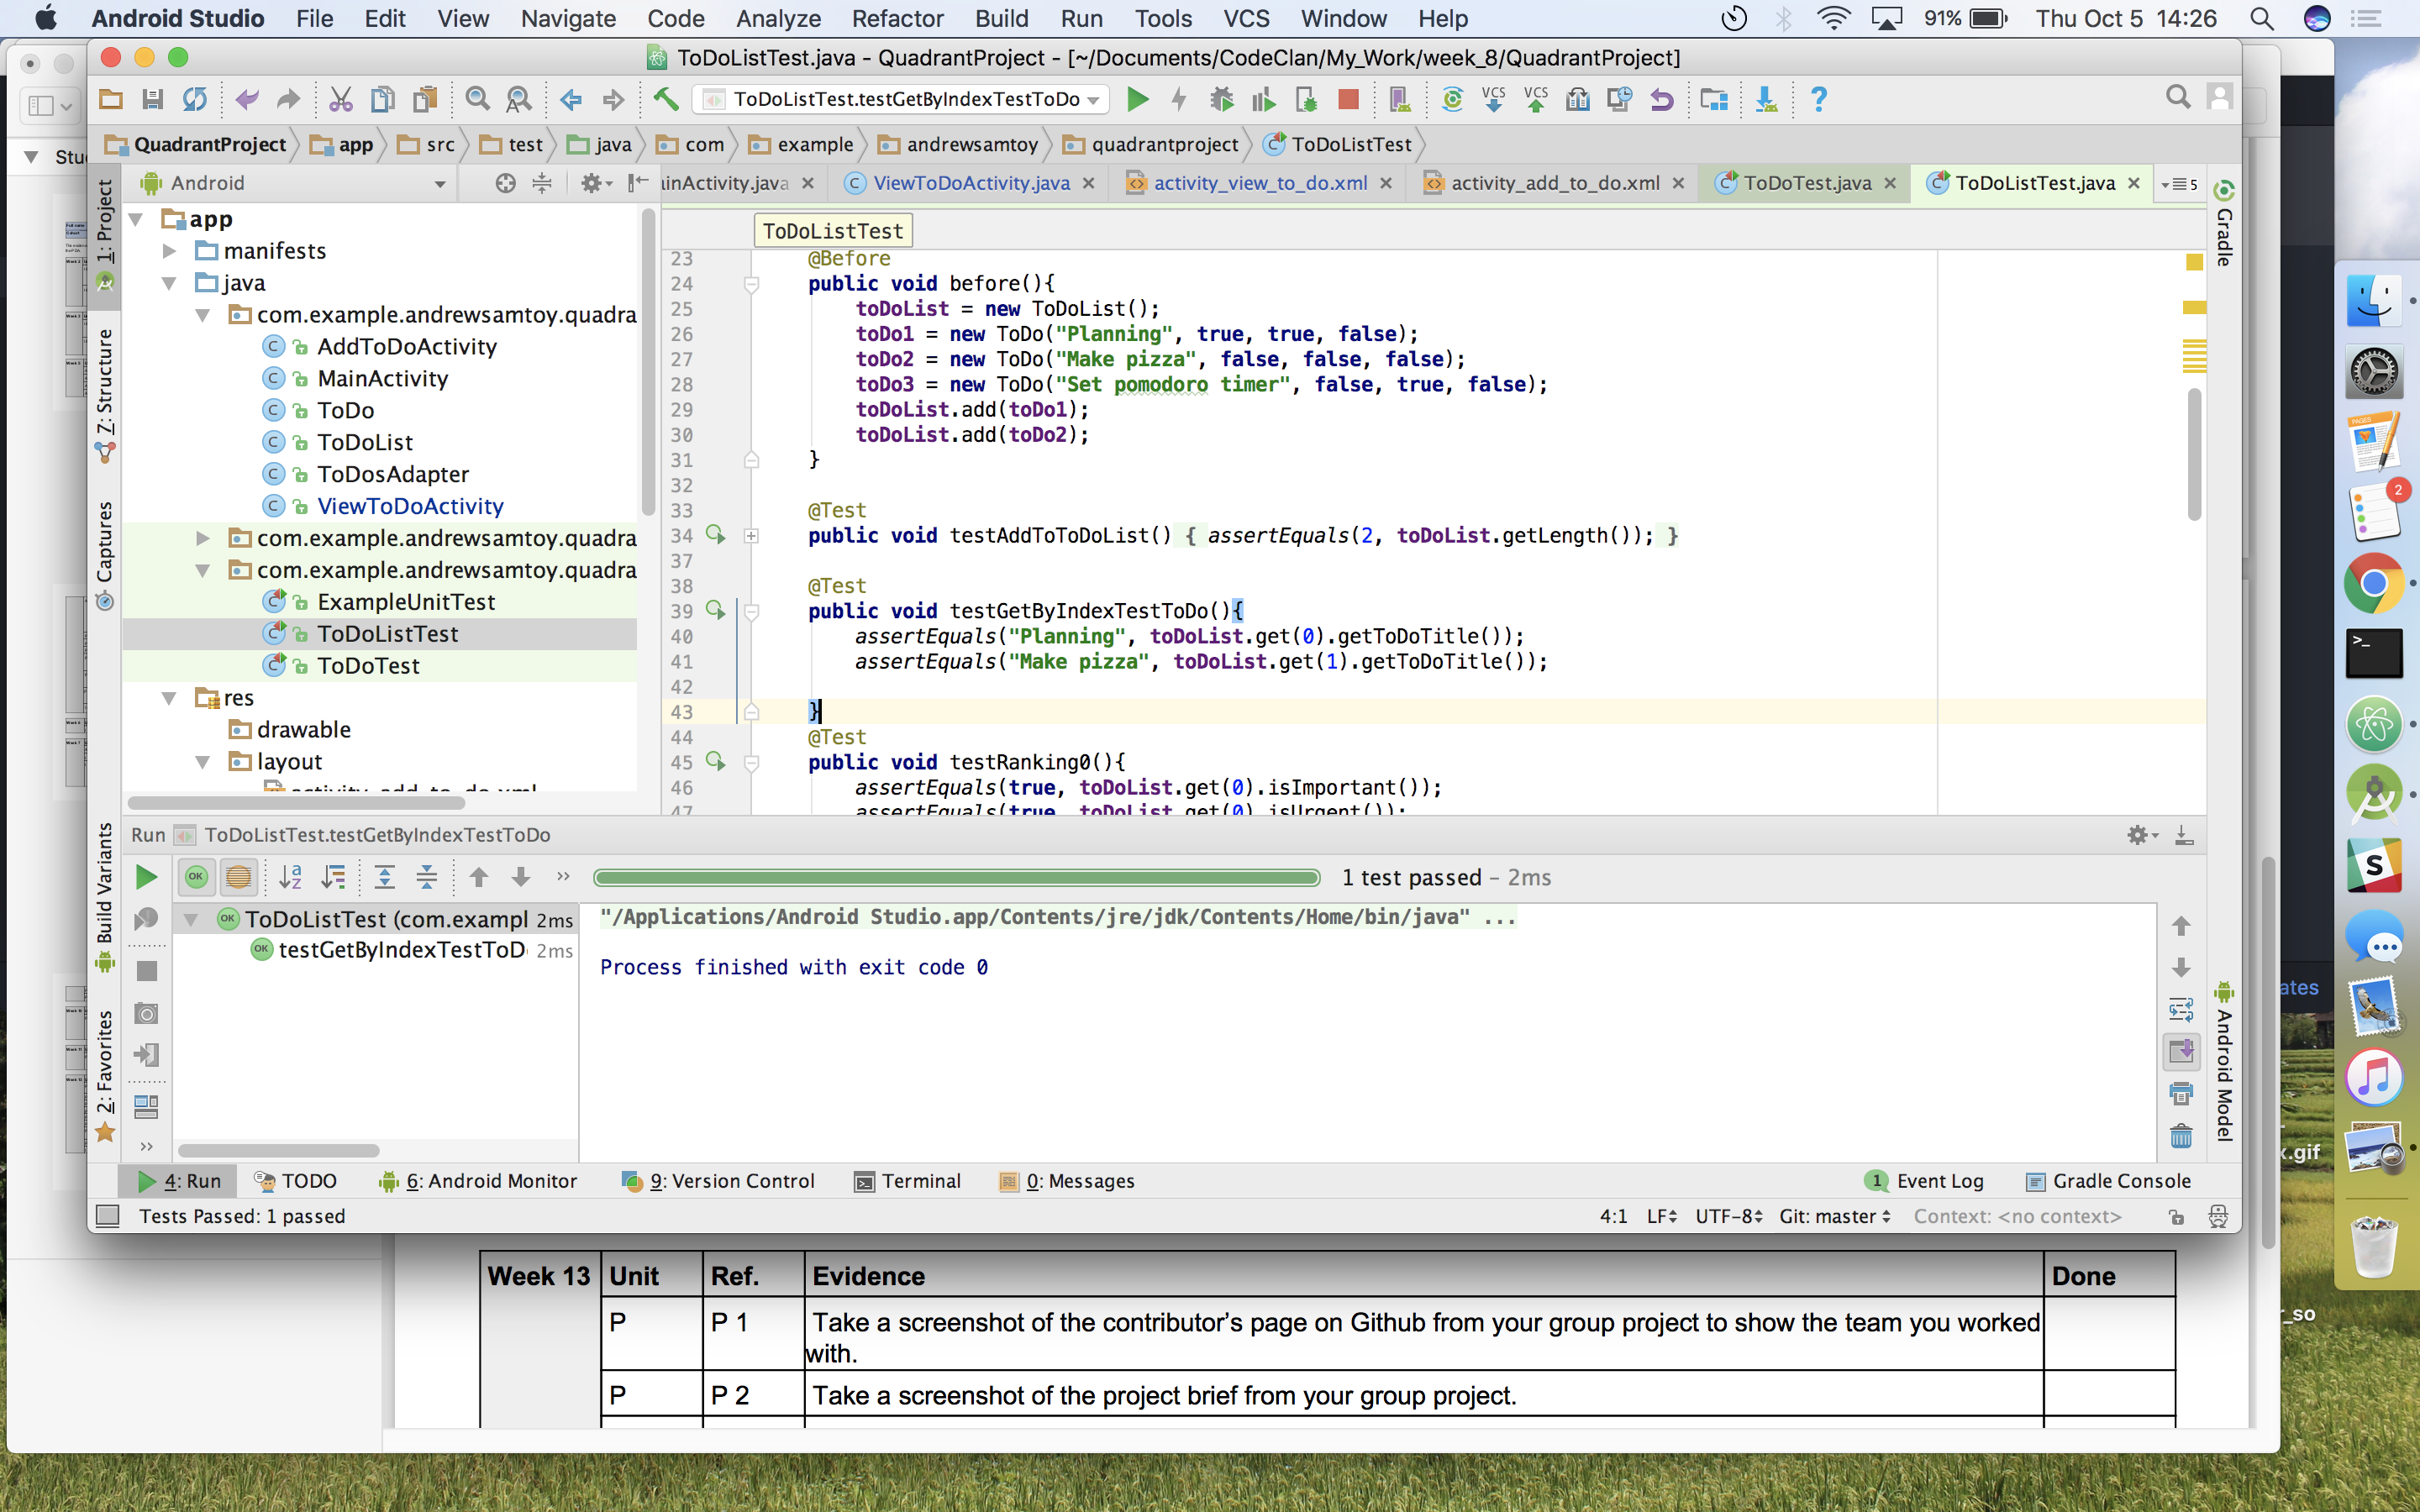 Android Studio File Edit View Navigate Code Analyze Refactor Build Run Tools VCS Window Help 91% Thu Oct 5 14:26
ToDoListTest.java - QuadrantProject - [~/Documents/CodeClan/My_Work/week_8/QuadrantProject]
ToDoListTest.testGetByIndexTestToDo VCS VCS ?
QuadrantProject app src test java com example andrewsamtoy quadrantproject ToDoListTest
Android
inActivity.java ViewToDoActivity.java activity_view_to_do.xml activity_add_to_do.xml ToDoTest.java ToDoListTest.java 5
1: Project
7: Structure
Captures
Build Variants
2: Favorites
app
manifests
java
com.example.andrewsamtoy.quadra
AddToDoActivity
MainActivity
ToDo
ToDoList
ToDosAdapter
ViewToDoActivity
com.example.andrewsamtoy.quadra
com.example.andrewsamtoy.quadra
ExampleUnitTest
ToDoListTest
ToDoTest
res
drawable
layout
activity_add_to_do.xml
ToDoListTest
23 @Before
24 public void before(){
25 toDoList = new ToDoList();
26 toDo1 = new ToDo("Planning", true, true, false);
27 toDo2 = new ToDo("Make pizza", false, false, false);
28 toDo3 = new ToDo("Set pomodoro timer", false, true, false);
29 toDoList.add(toDo1);
30 toDoList.add(toDo2);
31 }
32
33 @Test
34 public void testAddToToDoList() { assertEquals(2, toDoList.getLength()); }
37
38 @Test
39 public void testGetByIndexTestToDo(){
40 assertEquals("Planning", toDoList.get(0).getToDoTitle());
41 assertEquals("Make pizza", toDoList.get(1).getToDoTitle());
42
43 }
44 @Test
45 public void testRanking0(){
46 assertEquals(true, toDoList.get(0).isImportant());
47 assertEquals(true, toDoList.get(0).isUrgent());
Gradle
Android Model
Run ToDoListTest.testGetByIndexTestToDo
OK 1 test passed – 2ms
OK ToDoListTest (com.exampl 2ms
OK testGetByIndexTestToD 2ms
"/Applications/Android Studio.app/Contents/jre/jdk/Contents/Home/bin/java" ...
Process finished with exit code 0
4: Run TODO 6: Android Monitor 9: Version Control Terminal 0: Messages 1 Event Log Gradle Console
Tests Passed: 1 passed 4:1 LF UTF-8 Git: master Context: <no context>
Week 13 Unit Ref. Evidence Done
P P 1 Take a screenshot of the contributor's page on Github from your group project to show the team you worked
with.
P P 2 Take a screenshot of the project brief from your group project.
Stu
ates
.gif
_so
PAGES
2
S